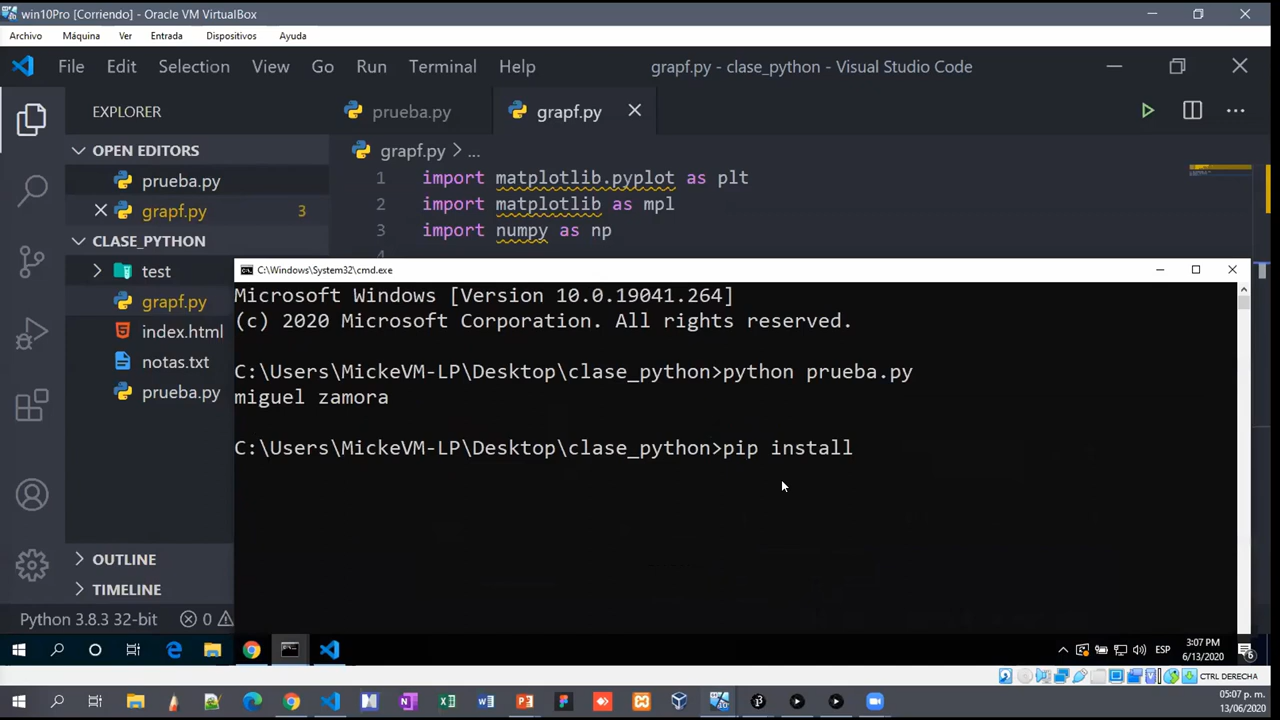 win10Pro [Corriendo] - Oracle VM VirtualBox
Archivo Máquina Ver Entrada Dispositivos Ayuda
File Edit Selection View Go Run Terminal Help grapf.py - clase_python - Visual Studio Code
EXPLORER
prueba.py grapf.py
OPEN EDITORS
prueba.py
grapf.py 3
CLASE_PYTHON
test
grapf.py
index.html
notas.txt
prueba.py
OUTLINE
TIMELINE
grapf.py > ...
1 import matplotlib.pyplot as plt
2 import matplotlib as mpl
3 import numpy as np
4
C:\Windows\System32\cmd.exe
Microsoft Windows [Version 10.0.19041.264]
(c) 2020 Microsoft Corporation. All rights reserved.
C:\Users\MickeVM-LP\Desktop\clase_python>python prueba.py
miguel zamora
C:\Users\MickeVM-LP\Desktop\clase_python>pip install
Python 3.8.3 32-bit 0
ESP 3:07 PM
6/13/2020
6
CTRL DERECHA
05:07 p. m.
13/06/2020